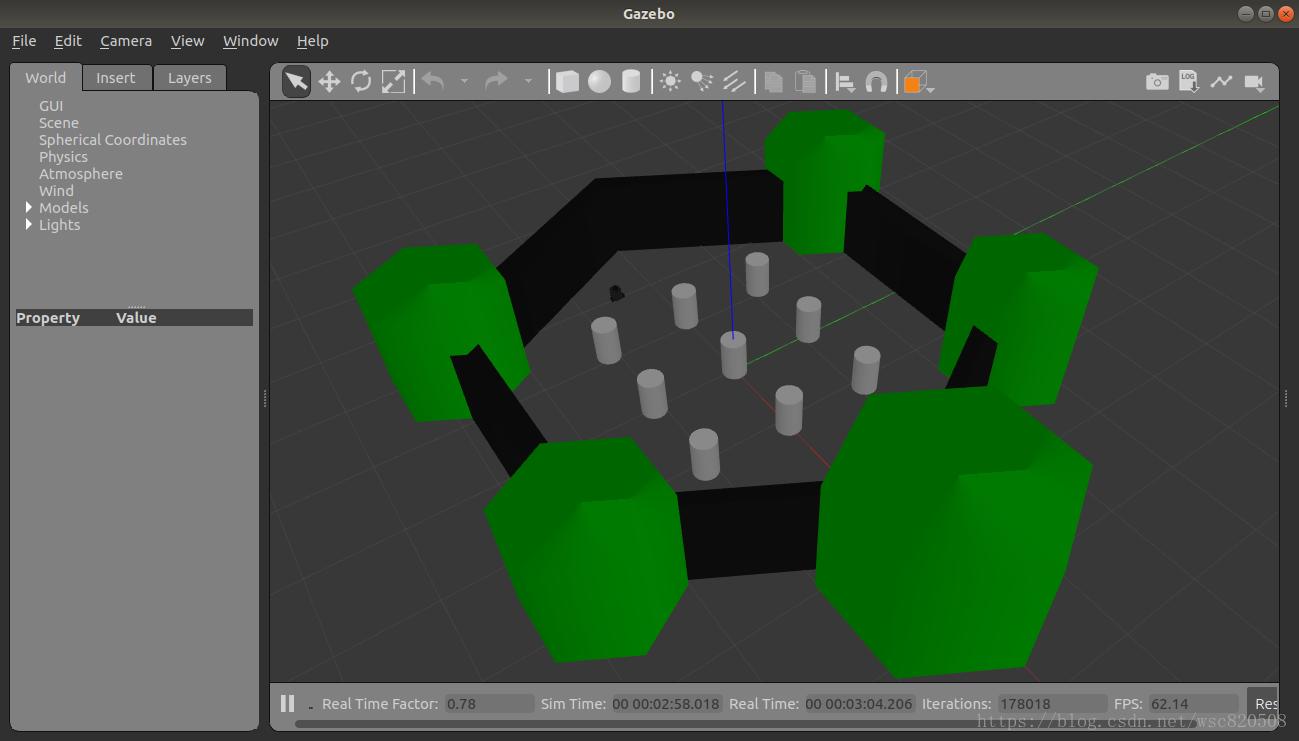 Gazebo
File Edit Camera View Window Help
World Insert Layers
LOG
GUI
Scene
Spherical Coordinates
Physics
Atmosphere
Wind
Models
Lights
Property Value
Real Time Factor: 0.78 Sim Time: 00 00:02:58.018 Real Time: 00 00:03:04.206 Iterations: 178018 FPS: 62.14 Res
https://blog.csdn.net/wsc820508